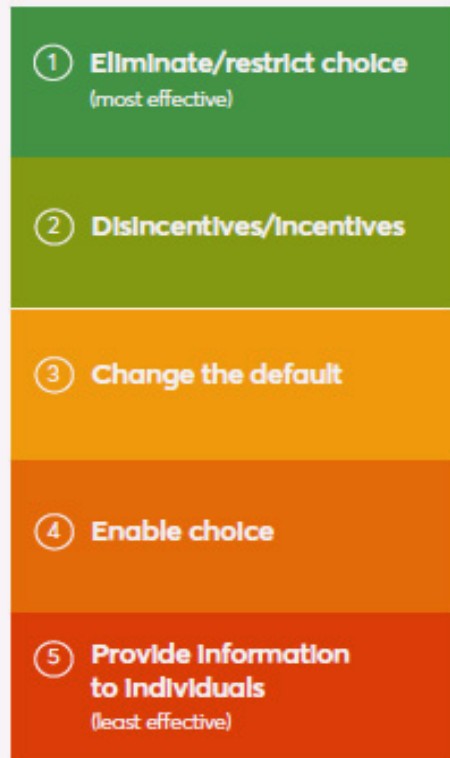 1 Eliminate/restrict choice
(most effective)
2 Disincentives/Incentives
3 Change the default
4 Enable choice
5 Provide Information
to Individuals
(least effective)